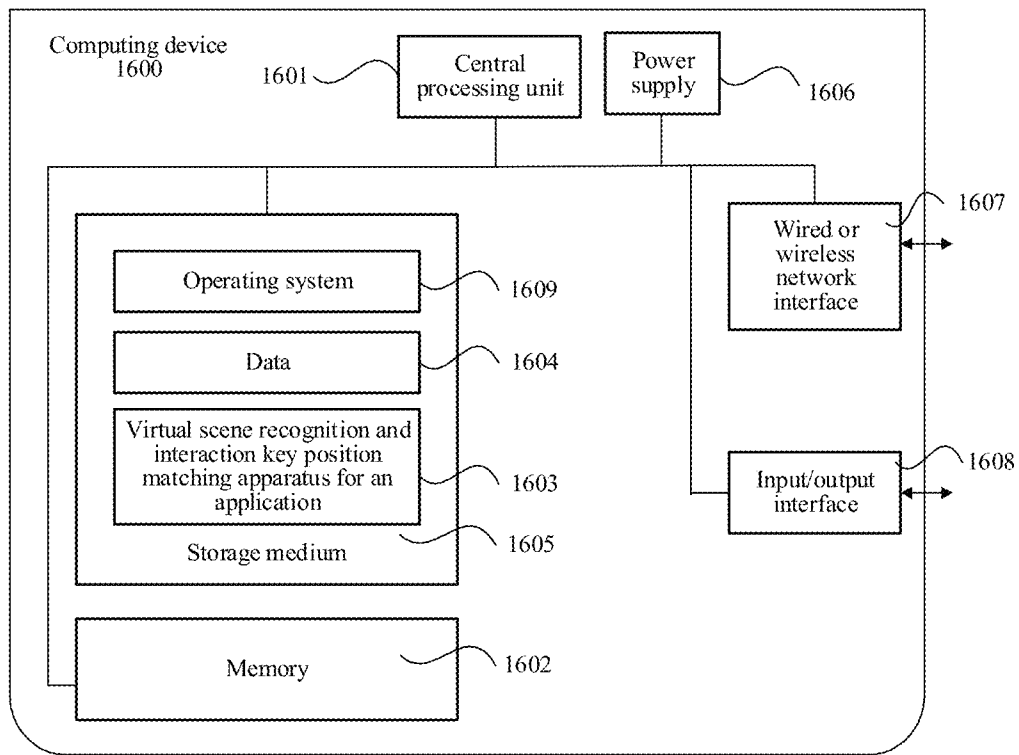 Computing device
1600
1601
Central
processing unit
Power
supply
1606
1607
Wired or
wireless
network
interface
Operating system
1609
Data
1604
Virtual scene recognition and
interaction key position
matching apparatus for an
application
1603
1605
Storage medium
1608
Input/output
interface
Memory
1602